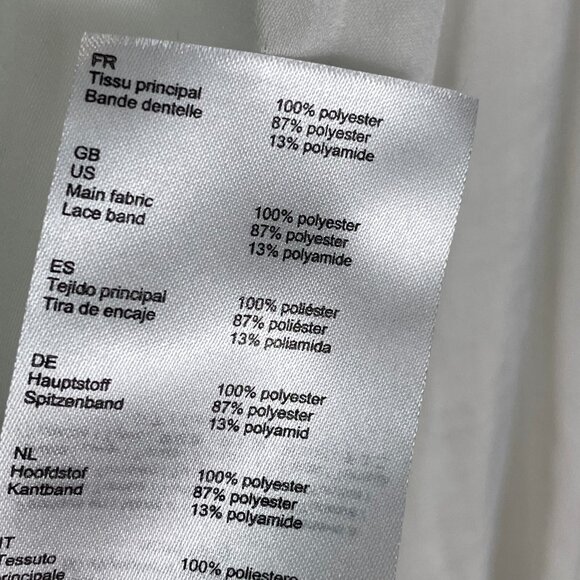 FR
Tissu principal 100% polyester
Bande dentelle 87% polyester
13% polyamide
GB
US
Main fabric 100% polyester
Lace band 87% polyester
13% polyamide
ES
Tejido principal 100% poliéster
Tira de encaje 87% poliéster
13% poliamida
DE
Hauptstoff 100% polyester
Spitzenband 87% polyester
13% polyamid
NL
Hoofdstof 100% polyester
Kantband 87% polyester
13% polyamide
IT
Tessuto 100% poliestere
principale